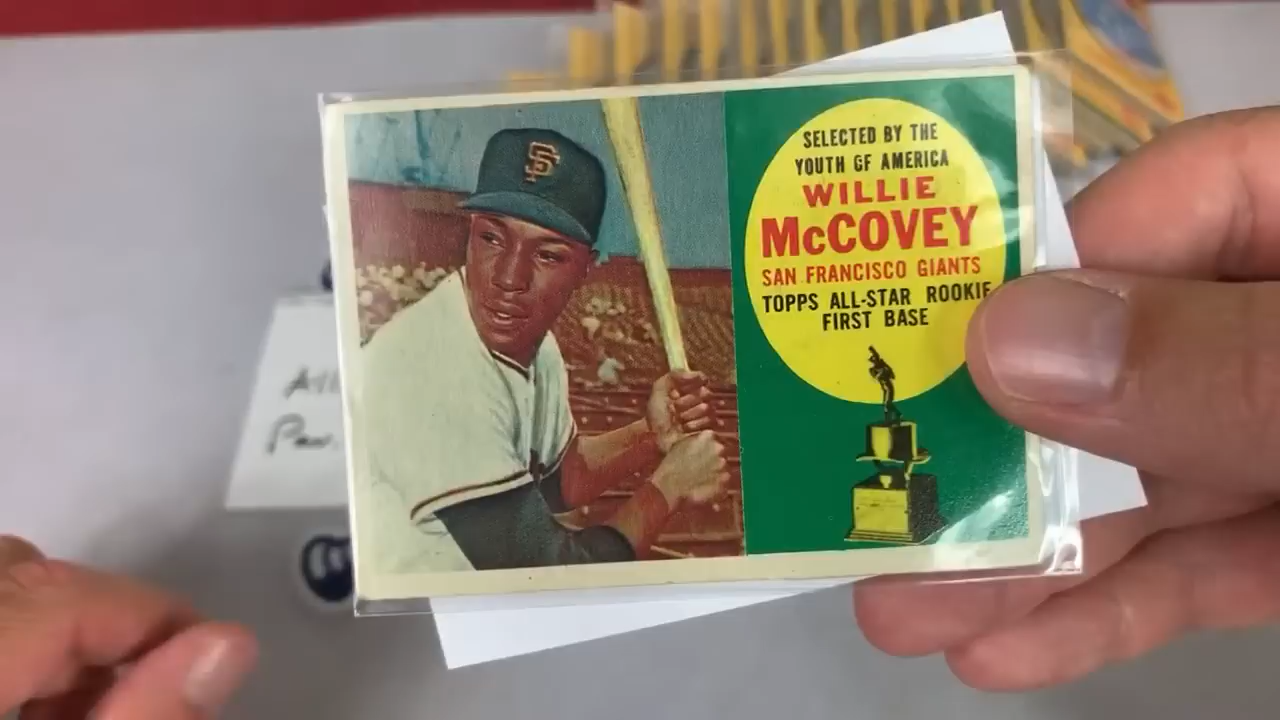 SF
SELECTED BY THE
YOUTH OF AMERICA
WILLIE
McCOVEY
SAN FRANCISCO GIANTS
TOPPS ALL-STAR ROOKIE
FIRST BASE